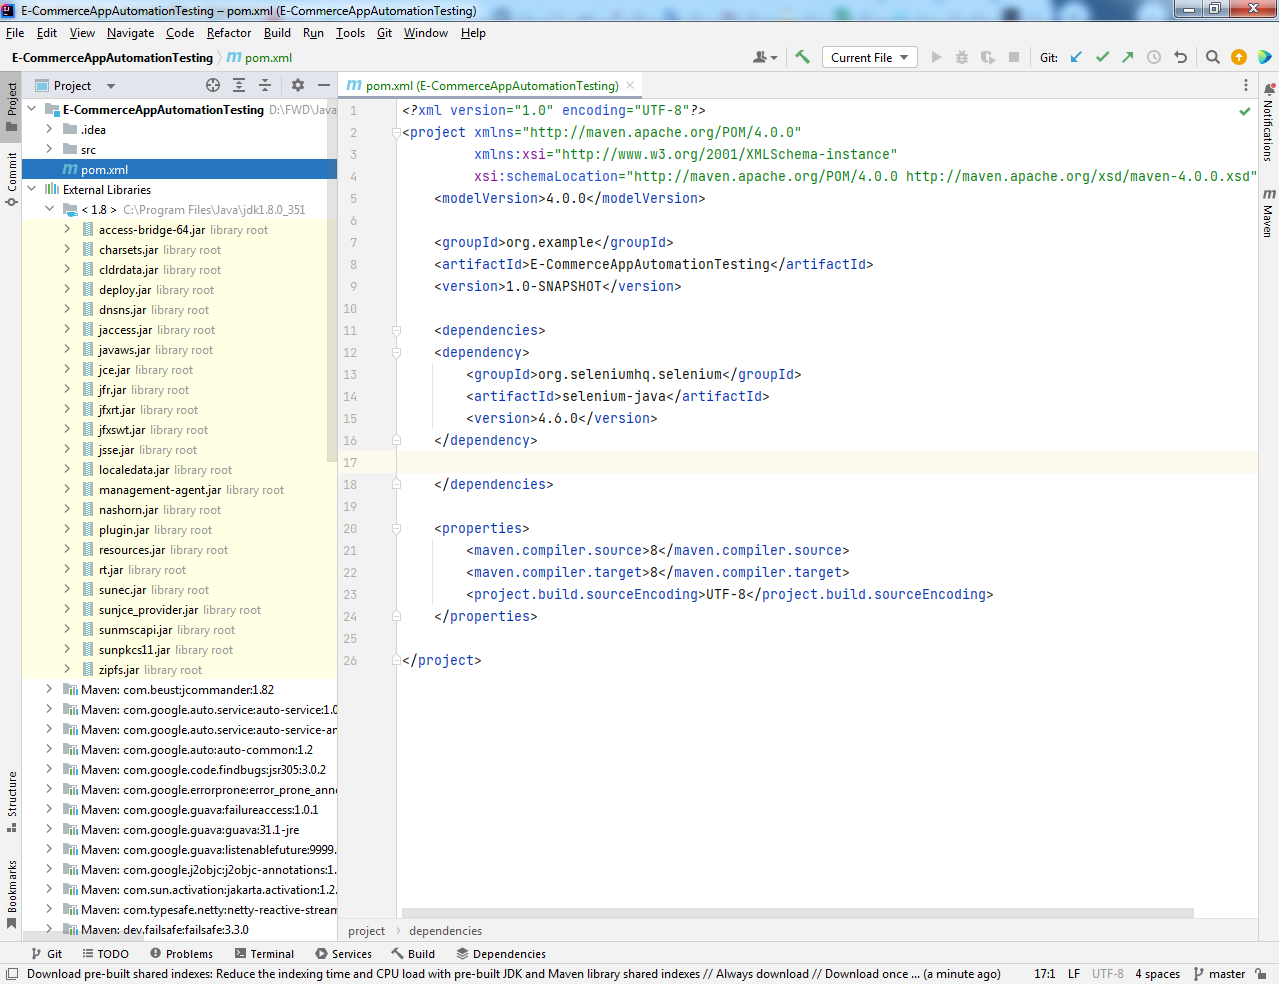 E-CommerceAppAutomationTesting – pom.xml (E-CommerceAppAutomationTesting)
File Edit View Navigate Code Refactor Build Run Tools Git Window Help
E-CommerceAppAutomationTesting pom.xml
Current File
Git:
Project
pom.xml (E-CommerceAppAutomationTesting)
Project
Commit
Structure
Bookmarks
E-CommerceAppAutomationTesting D:\FWD\Java
.idea
src
pom.xml
External Libraries
< 1.8 > C:\Program Files\Java\jdk1.8.0_351
access-bridge-64.jar library root
charsets.jar library root
cldrdata.jar library root
deploy.jar library root
dnsns.jar library root
jaccess.jar library root
javaws.jar library root
jce.jar library root
jfr.jar library root
jfxrt.jar library root
jfxswt.jar library root
jsse.jar library root
localedata.jar library root
management-agent.jar library root
nashorn.jar library root
plugin.jar library root
resources.jar library root
rt.jar library root
sunec.jar library root
sunjce_provider.jar library root
sunmscapi.jar library root
sunpkcs11.jar library root
zipfs.jar library root
Maven: com.beust:jcommander:1.82
Maven: com.google.auto.service:auto-service:1.0
Maven: com.google.auto.service:auto-service-an
Maven: com.google.auto:auto-common:1.2
Maven: com.google.code.findbugs:jsr305:3.0.2
Maven: com.google.errorprone:error_prone_anno
Maven: com.google.guava:failureaccess:1.0.1
Maven: com.google.guava:guava:31.1-jre
Maven: com.google.guava:listenablefuture:9999.
Maven: com.google.j2objc:j2objc-annotations:1.
Maven: com.sun.activation:jakarta.activation:1.2.
Maven: com.typesafe.netty:netty-reactive-stream
Maven: dev.failsafe:failsafe:3.3.0
1 <?xml version="1.0" encoding="UTF-8"?>
2 <project xmlns="http://maven.apache.org/POM/4.0.0"
3 xmlns:xsi="http://www.w3.org/2001/XMLSchema-instance"
4 xsi:schemaLocation="http://maven.apache.org/POM/4.0.0 http://maven.apache.org/xsd/maven-4.0.0.xsd"
5 <modelVersion>4.0.0</modelVersion>
6
7 <groupId>org.example</groupId>
8 <artifactId>E-CommerceAppAutomationTesting</artifactId>
9 <version>1.0-SNAPSHOT</version>
10
11 <dependencies>
12 <dependency>
13 <groupId>org.seleniumhq.selenium</groupId>
14 <artifactId>selenium-java</artifactId>
15 <version>4.6.0</version>
16 </dependency>
17
18 </dependencies>
19
20 <properties>
21 <maven.compiler.source>8</maven.compiler.source>
22 <maven.compiler.target>8</maven.compiler.target>
23 <project.build.sourceEncoding>UTF-8</project.build.sourceEncoding>
24 </properties>
25
26 </project>
Notifications
Maven
project dependencies
Git TODO Problems Terminal Services Build Dependencies
Download pre-built shared indexes: Reduce the indexing time and CPU load with pre-built JDK and Maven library shared indexes // Always download // Download once ... (a minute ago) 17:1 LF UTF-8 4 spaces master